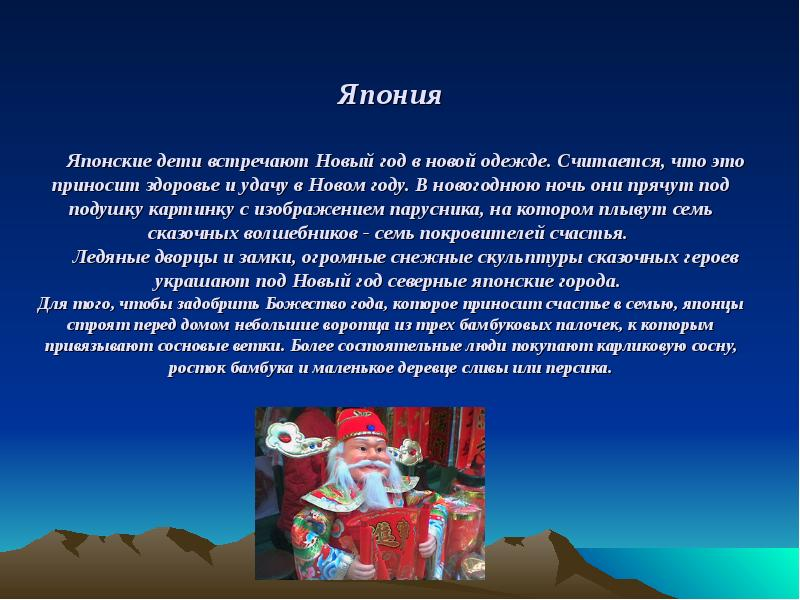 Япония
Японские дети встречают Новый год в новой одежде. Считается, что это
приносит здоровье и удачу в Новом году. В новогоднюю ночь они прячут под
подушку картинку с изображением парусника, на котором плывут семь
сказочных волшебников - семь покровителей счастья.
Ледяные дворцы и замки, огромные снежные скульптуры сказочных героев
украшают под Новый год северные японские города.
Для того, чтобы задобрить Божество года, которое приносит счастье в семью, японцы
строят перед домом небольшие воротца из трех бамбуковых палочек, к которым
привязывают сосновые ветки. Более состоятельные люди покупают карликовую сосну,
росток бамбука и маленькое деревце сливы или персика.